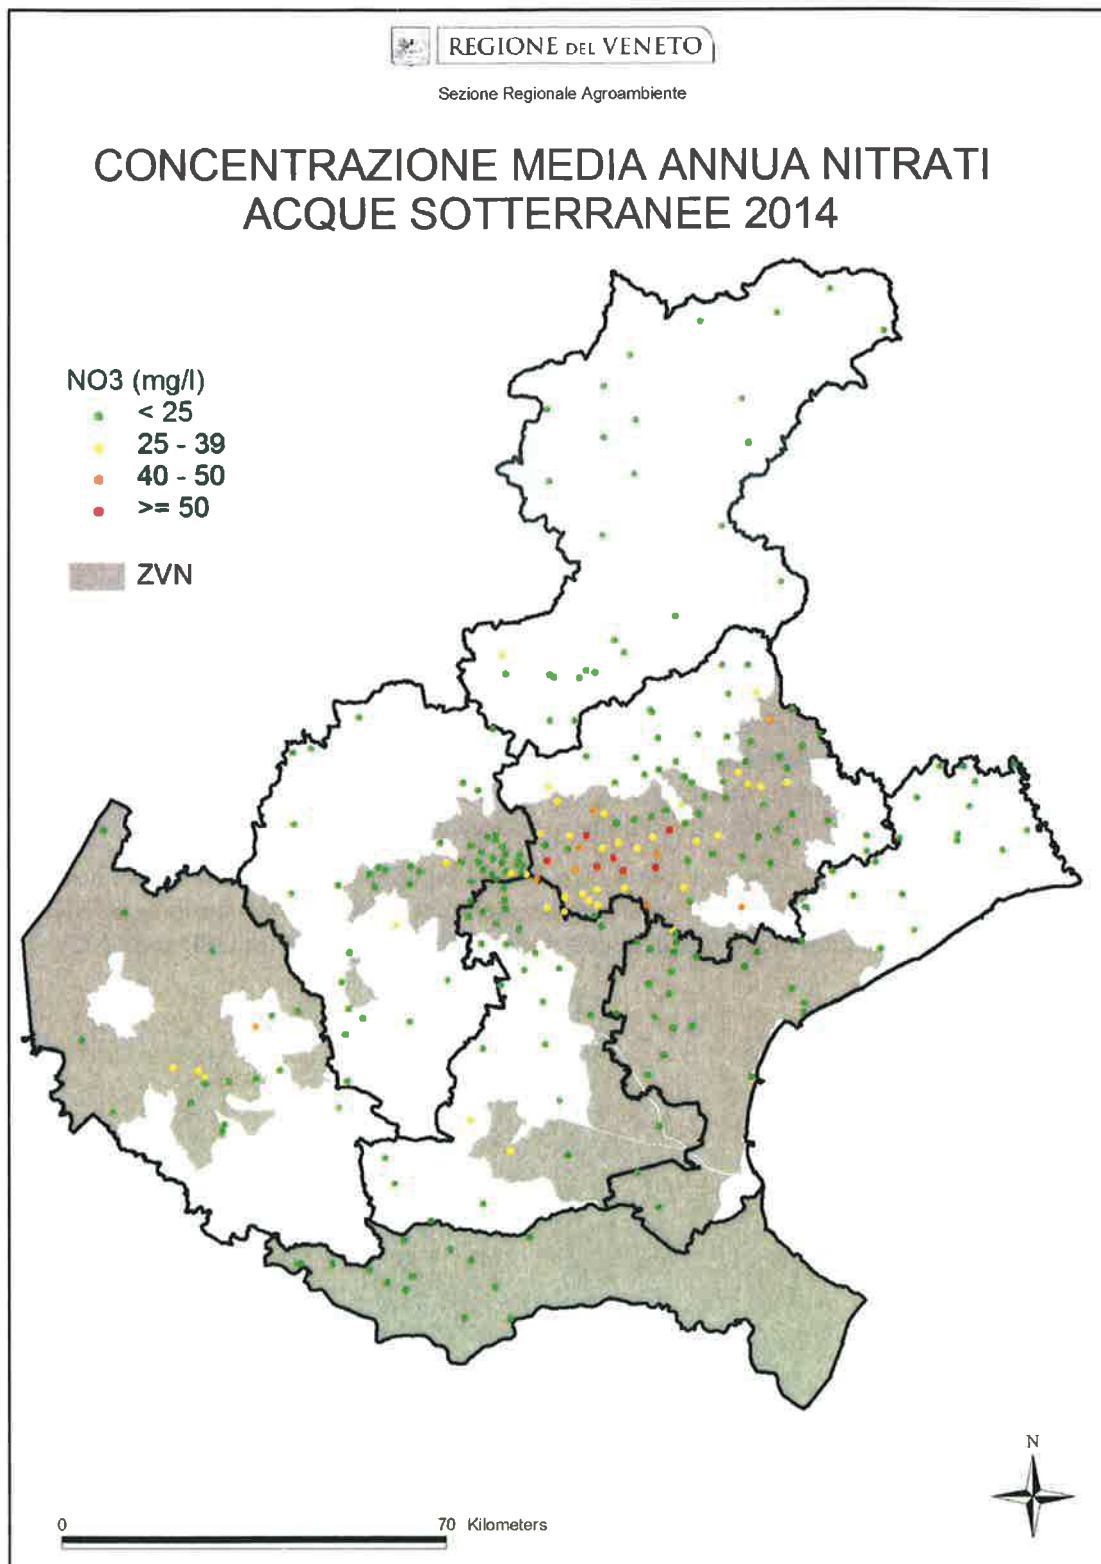 REGIONE DEL VENETO
Sezione Regionale Agroambiente
CONCENTRAZIONE MEDIA ANNUA NITRATI
ACQUE SOTTERRANEE 2014
NO3 (mg/l)
< 25
25 - 39
40 - 50
>= 50
ZVN
N
0 70 Kilometers